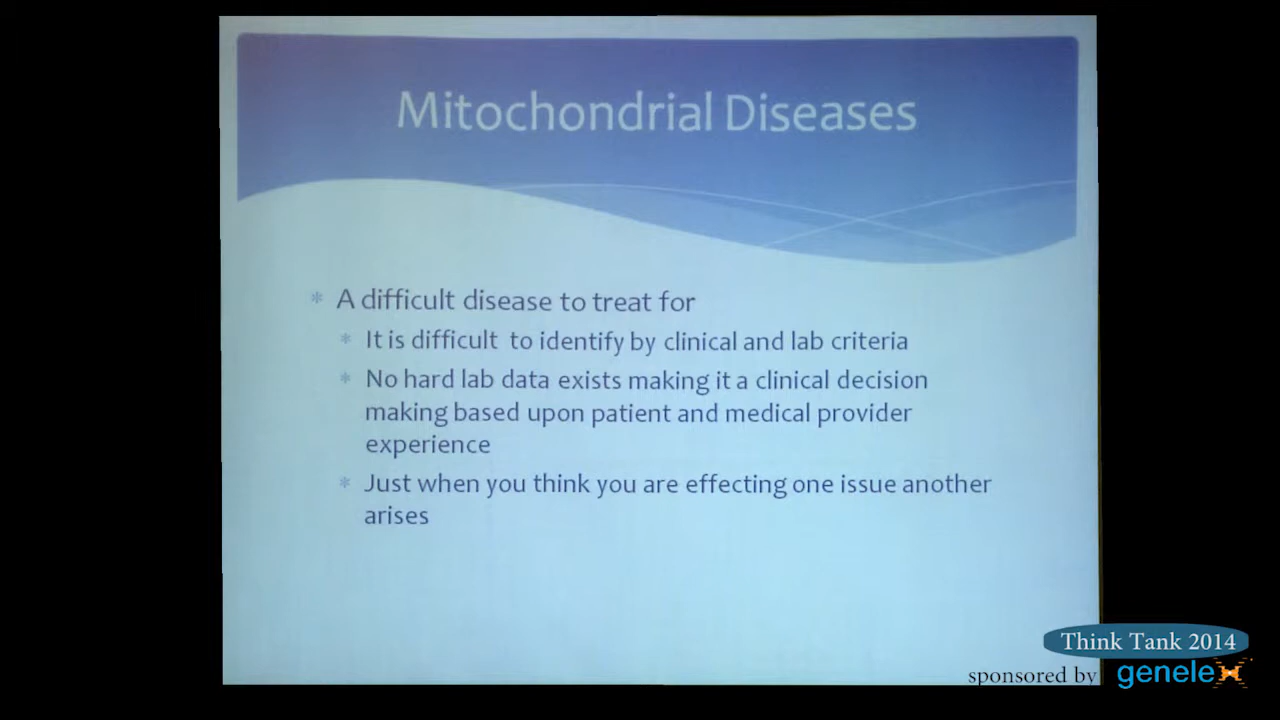 Mitochondrial Diseases
* A difficult disease to treat for
* It is difficult to identify by clinical and lab criteria
* No hard lab data exists making it a clinical decision
making based upon patient and medical provider
experience
* Just when you think you are effecting one issue another
arises
Think Tank 2014
sponsored by genelex